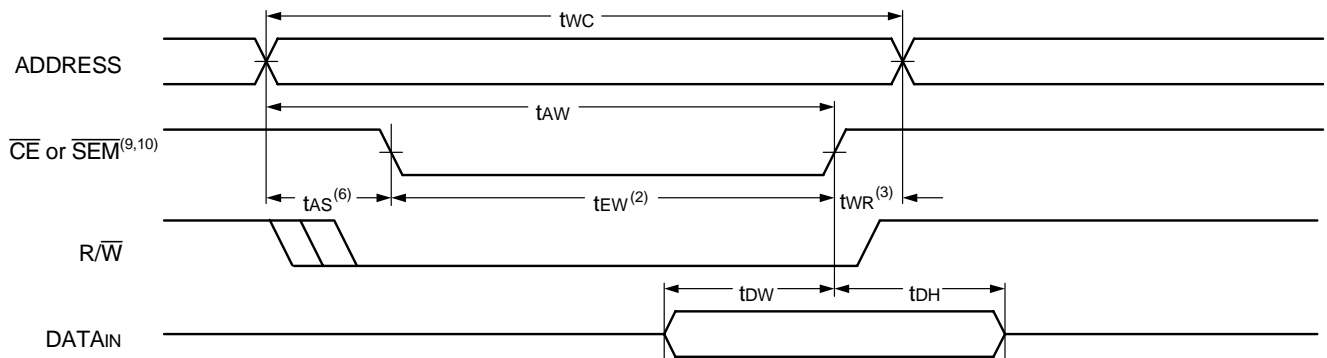 tWC
ADDRESS
tAW
CE or SEM(9,10)
tAS(6)
tEW(2)
tWR(3)
R/W
tDW
tDH
DATAIN